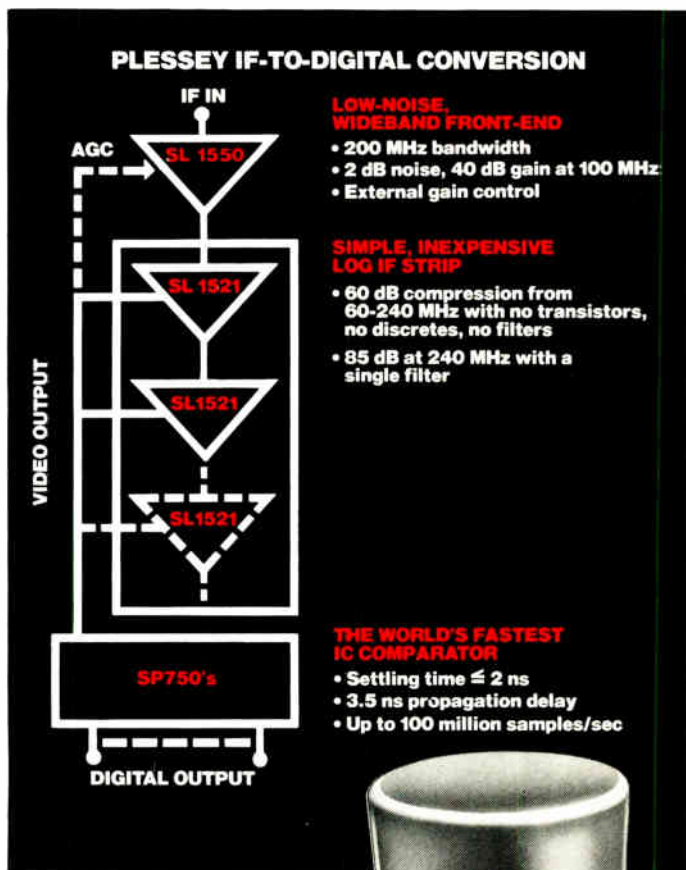 PLESSEY IF-TO-DIGITAL CONVERSION
IF IN
AGC
SL 1550
LOW-NOISE,
WIDEBAND FRONT-END
• 200 MHz bandwidth
• 2 dB noise, 40 dB gain at 100 MHz
• External gain control
SL 1521
SIMPLE, INEXPENSIVE
LOG IF STRIP
• 60 dB compression from
60-240 MHz with no transistors,
no discretes, no filters
• 85 dB at 240 MHz with a
single filter
SL1521
VIDEO OUTPUT
SL1521
SP750's
THE WORLD'S FASTEST
IC COMPARATOR
• Settling time ≦ 2 ns
• 3.5 ns propagation delay
• Up to 100 million samples/sec
DIGITAL OUTPUT